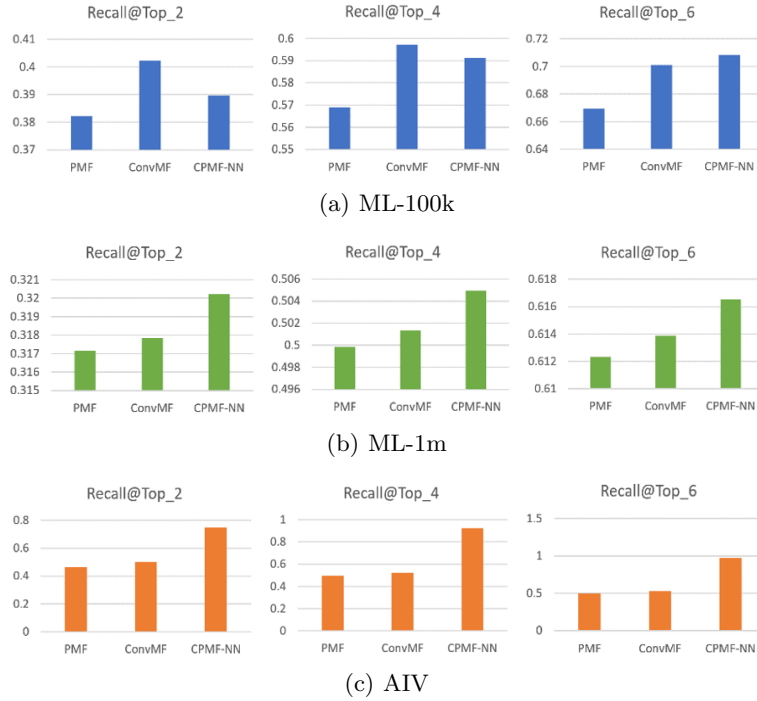 Recall@Top_2
0.41
0.4
0.39
0.38
0.37
PMF ConvMF CPMF-NN
Recall@Top_4
0.6
0.59
0.58
0.57
0.56
0.55
PMF ConvMF CPMF-NN
Recall@Top_6
0.72
0.7
0.68
0.66
0.64
PMF ConvMF CPMF-NN
(a) ML-100k
Recall@Top_2
0.321
0.32
0.319
0.318
0.317
0.316
0.315
PMF ConvMF CPMF-NN
Recall@Top_4
0.506
0.504
0.502
0.5
0.498
0.496
PMF ConvMF CPMF-NN
Recall@Top_6
0.618
0.616
0.614
0.612
0.61
PMF ConvMF CPMF-NN
(b) ML-1m
Recall@Top_2
0.8
0.6
0.4
0.2
0
PMF ConvMF CPMF-NN
Recall@Top_4
1
0.8
0.6
0.4
0.2
0
PMF ConvMF CPMF-NN
Recall@Top_6
1.5
1
0.5
0
PMF ConvMF CPMF-NN
(c) AIV